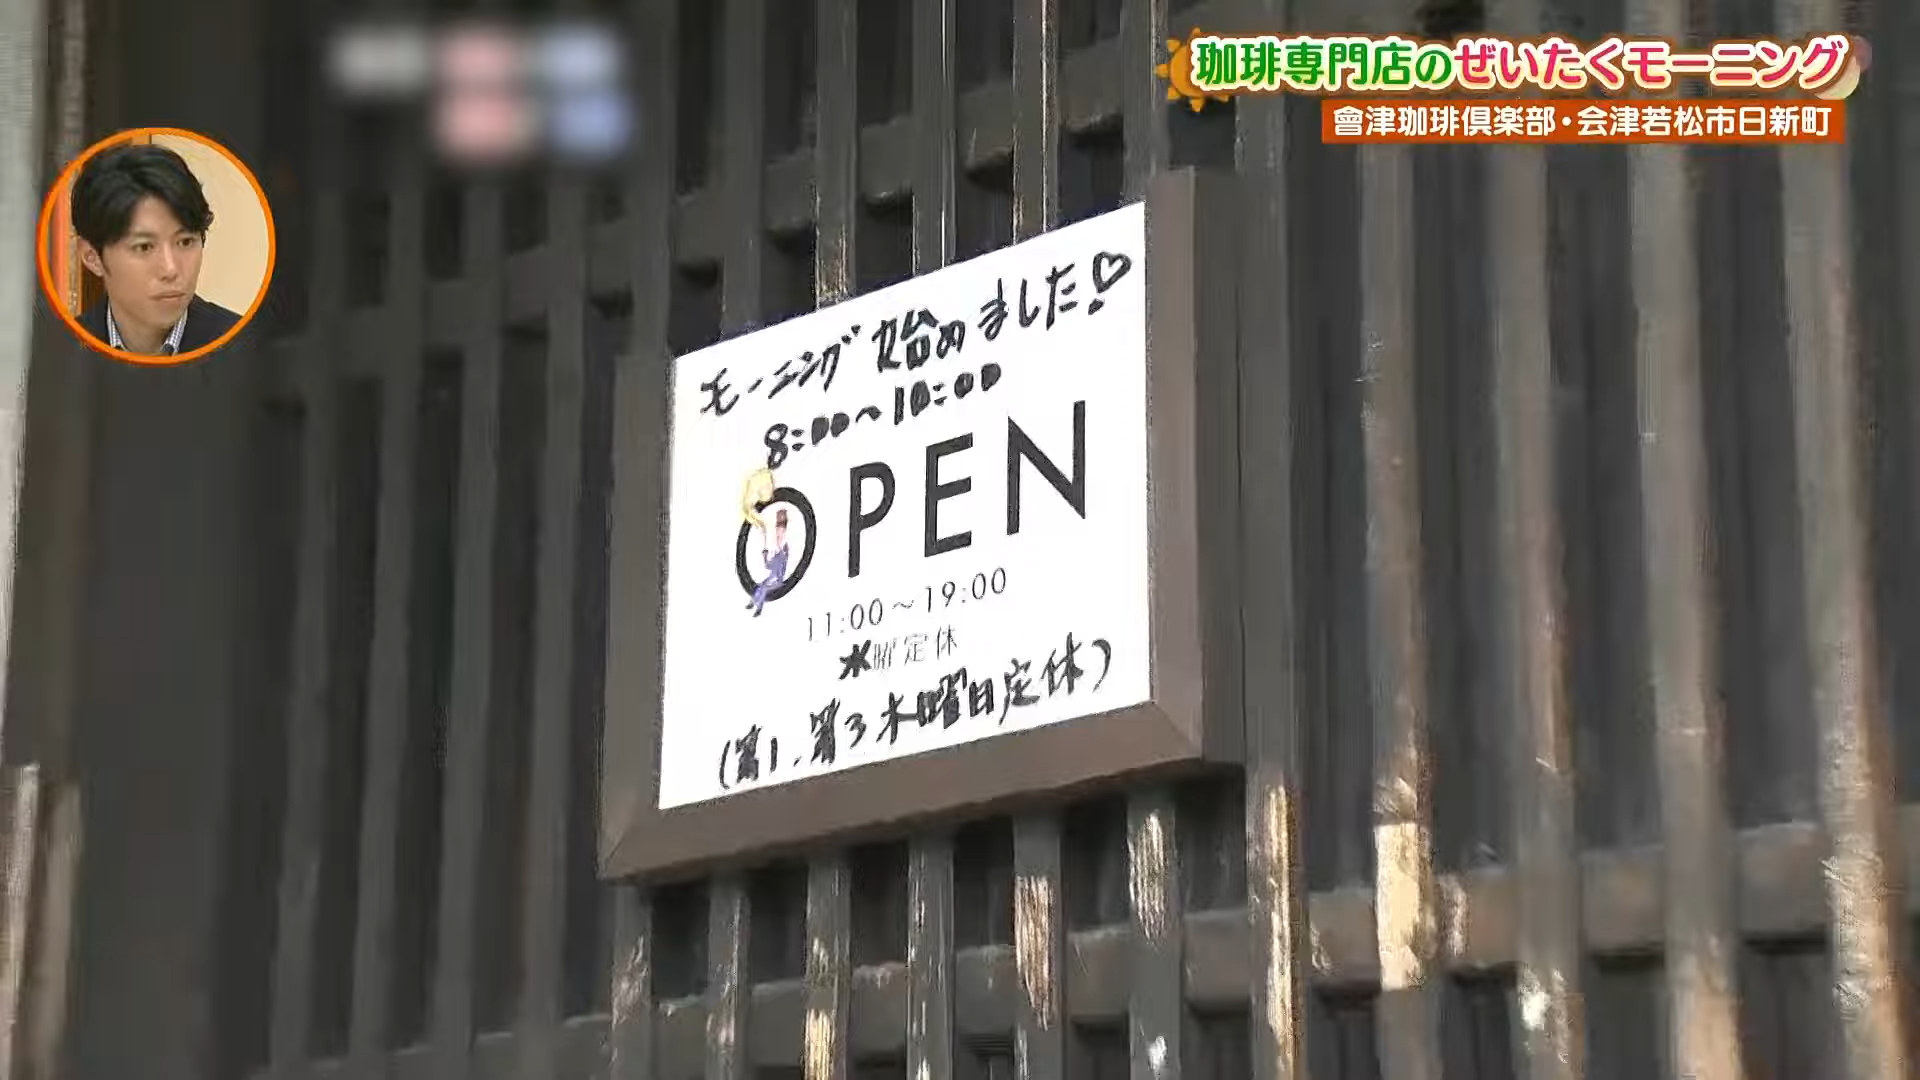 珈琲専門店のぜいたくモーニング
會津珈琲倶楽部・会津若松市日新町
モーニング始めました!♡
8:00~10:00
OPEN
11:00~19:00
水曜定休
(第1.第3木曜日定休)